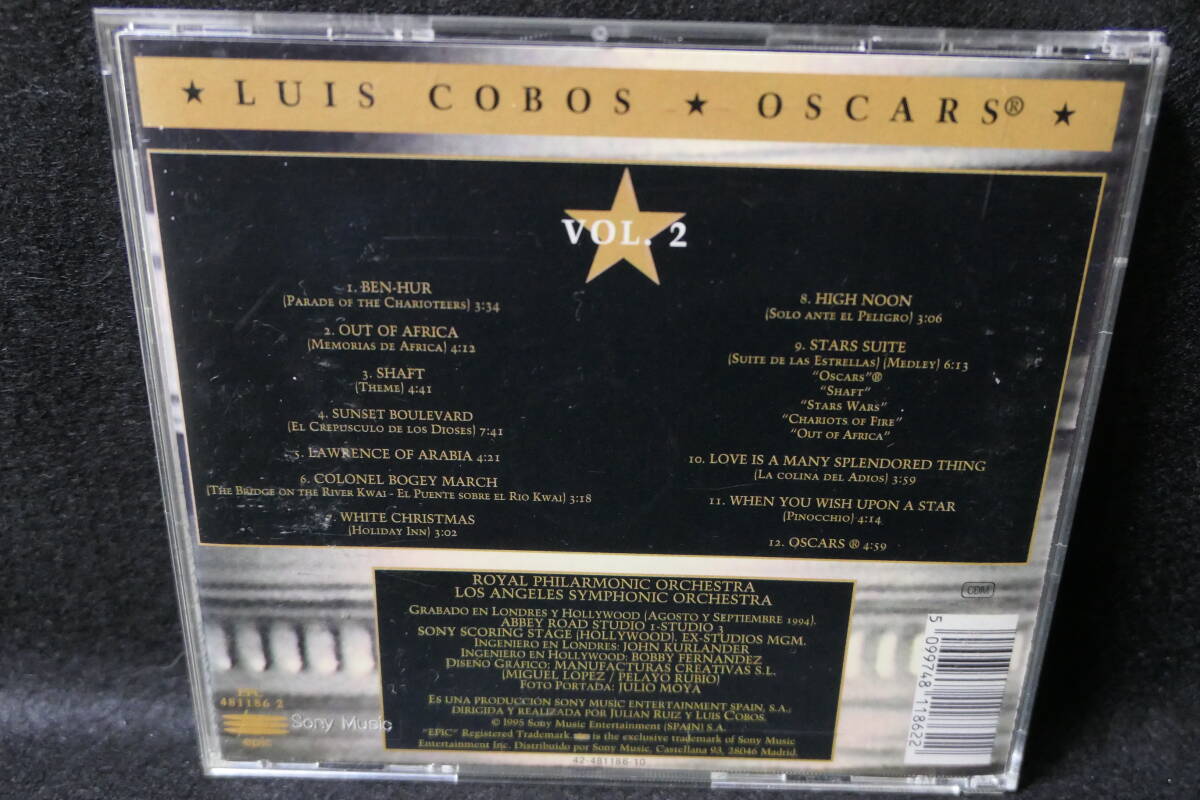 ★ LUIS COBOS ★ OSCARS® ★
VOL. 2
1. BEN-HUR
(PARADE OF THE CHARIOTEERS) 3:34
2. OUT OF AFRICA
(MEMORIAS DE AFRICA) 4:12
3. SHAFT
(THEME) 4:41
4. SUNSET BOULEVARD
(EL CREPUSCULO DE LOS DIOSES) 7:41
5. LAWRENCE OF ARABIA 4:21
6. COLONEL BOGEY MARCH
(THE BRIDGE ON THE RIVER KWAI - EL PUENTE SOBRE EL RIO KWAI) 3:18
WHITE CHRISTMAS
(HOLIDAY INN) 3:02
8. HIGH NOON
(SOLO ANTE EL PELIGRO) 3:06
9. STARS SUITE
(SUITE DE LAS ESTRELLAS) (MEDLEY) 6:13
"OSCARS"®
"SHAFT"
"STARS WARS"
"CHARIOTS OF FIRE"
"OUT OF AFRICA"
10. LOVE IS A MANY SPLENDORED THING
(LA COLINA DEL ADIOS) 3:59
11. WHEN YOU WISH UPON A STAR
(PINOCCHIO) 4:14
12. OSCARS ® 4:59
ROYAL PHILARMONIC ORCHESTRA
LOS ANGELES SYMPHONIC ORCHESTRA
GRABADO EN LONDRES Y HOLLYWOOD (AGOSTO Y SEPTIEMBRE 1994).
ABBEY ROAD STUDIO 1-STUDIO 3
SONY SCORING STAGE (HOLLYWOOD). EX-STUDIOS MGM.
INGENIERO EN LONDRES: JOHN KURLANDER
INGENIERO EN HOLLYWOOD: BOBBY FERNANDEZ
DISEÑO GRÁFICO: MANUFACTURAS CREATIVAS S.L.
(MIGUEL LOPEZ / PELAYO RUBIO)
FOTO PORTADA: JULIO MOYA
ES UNA PRODUCCIÓN SONY MUSIC ENTERTAINMENT SPAIN, S.A.
DIRIGIDA Y REALIZADA POR JULIAN RUIZ Y LUIS COBOS.
© 1995 Sony Music Entertainment (SPAIN) S.A.
"EPIC" Registered Trademark. is the exclusive trademark of Sony Music
Entertainment Inc. Distribuido por Sony Music. Castellana 93, 28046 Madrid.
42-481186-10
EPC
481186 2
epic
Sony Music
5 099748 118622